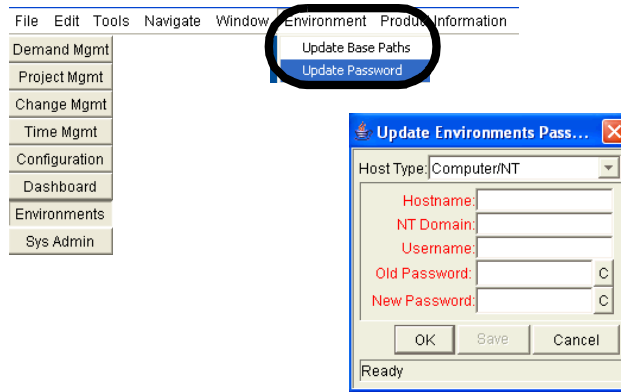 File Edit Tools Navigate Window Environment Product Information
Update Base Paths
Update Password
Demand Mgmt
Project Mgmt
Change Mgmt
Time Mgmt
Configuration
Dashboard
Environments
Sys Admin
Update Environments Pass...
Host Type: Computer/NT
Hostname:
NT Domain:
Username:
Old Password: C
New Password: C
OK Save Cancel
Ready